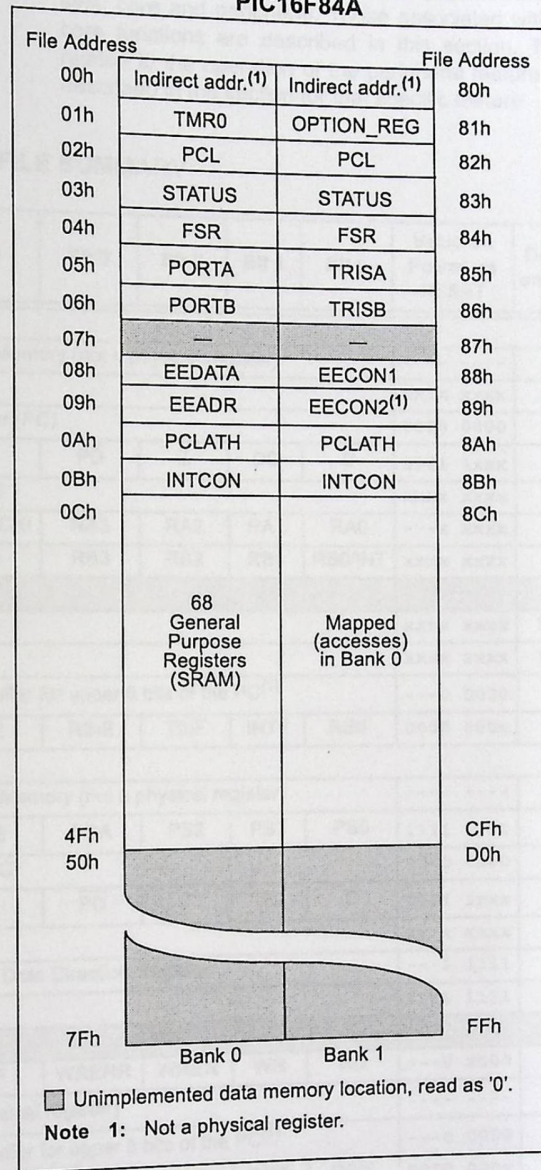 PIC16F84A
File Address File Address
00h Indirect addr.(1) Indirect addr.(1) 80h
01h TMR0 OPTION_REG 81h
02h PCL PCL 82h
03h STATUS STATUS 83h
04h FSR FSR 84h
05h PORTA TRISA 85h
06h PORTB TRISB 86h
07h — — 87h
08h EEDATA EECON1 88h
09h EEADR EECON2(1) 89h
0Ah PCLATH PCLATH 8Ah
0Bh INTCON INTCON 8Bh
0Ch 8Ch
68
General
Purpose
Registers
(SRAM)
Mapped
(accesses)
in Bank 0
4Fh CFh
50h D0h
7Fh FFh
Bank 0 Bank 1
Unimplemented data memory location, read as '0'.
Note 1: Not a physical register.